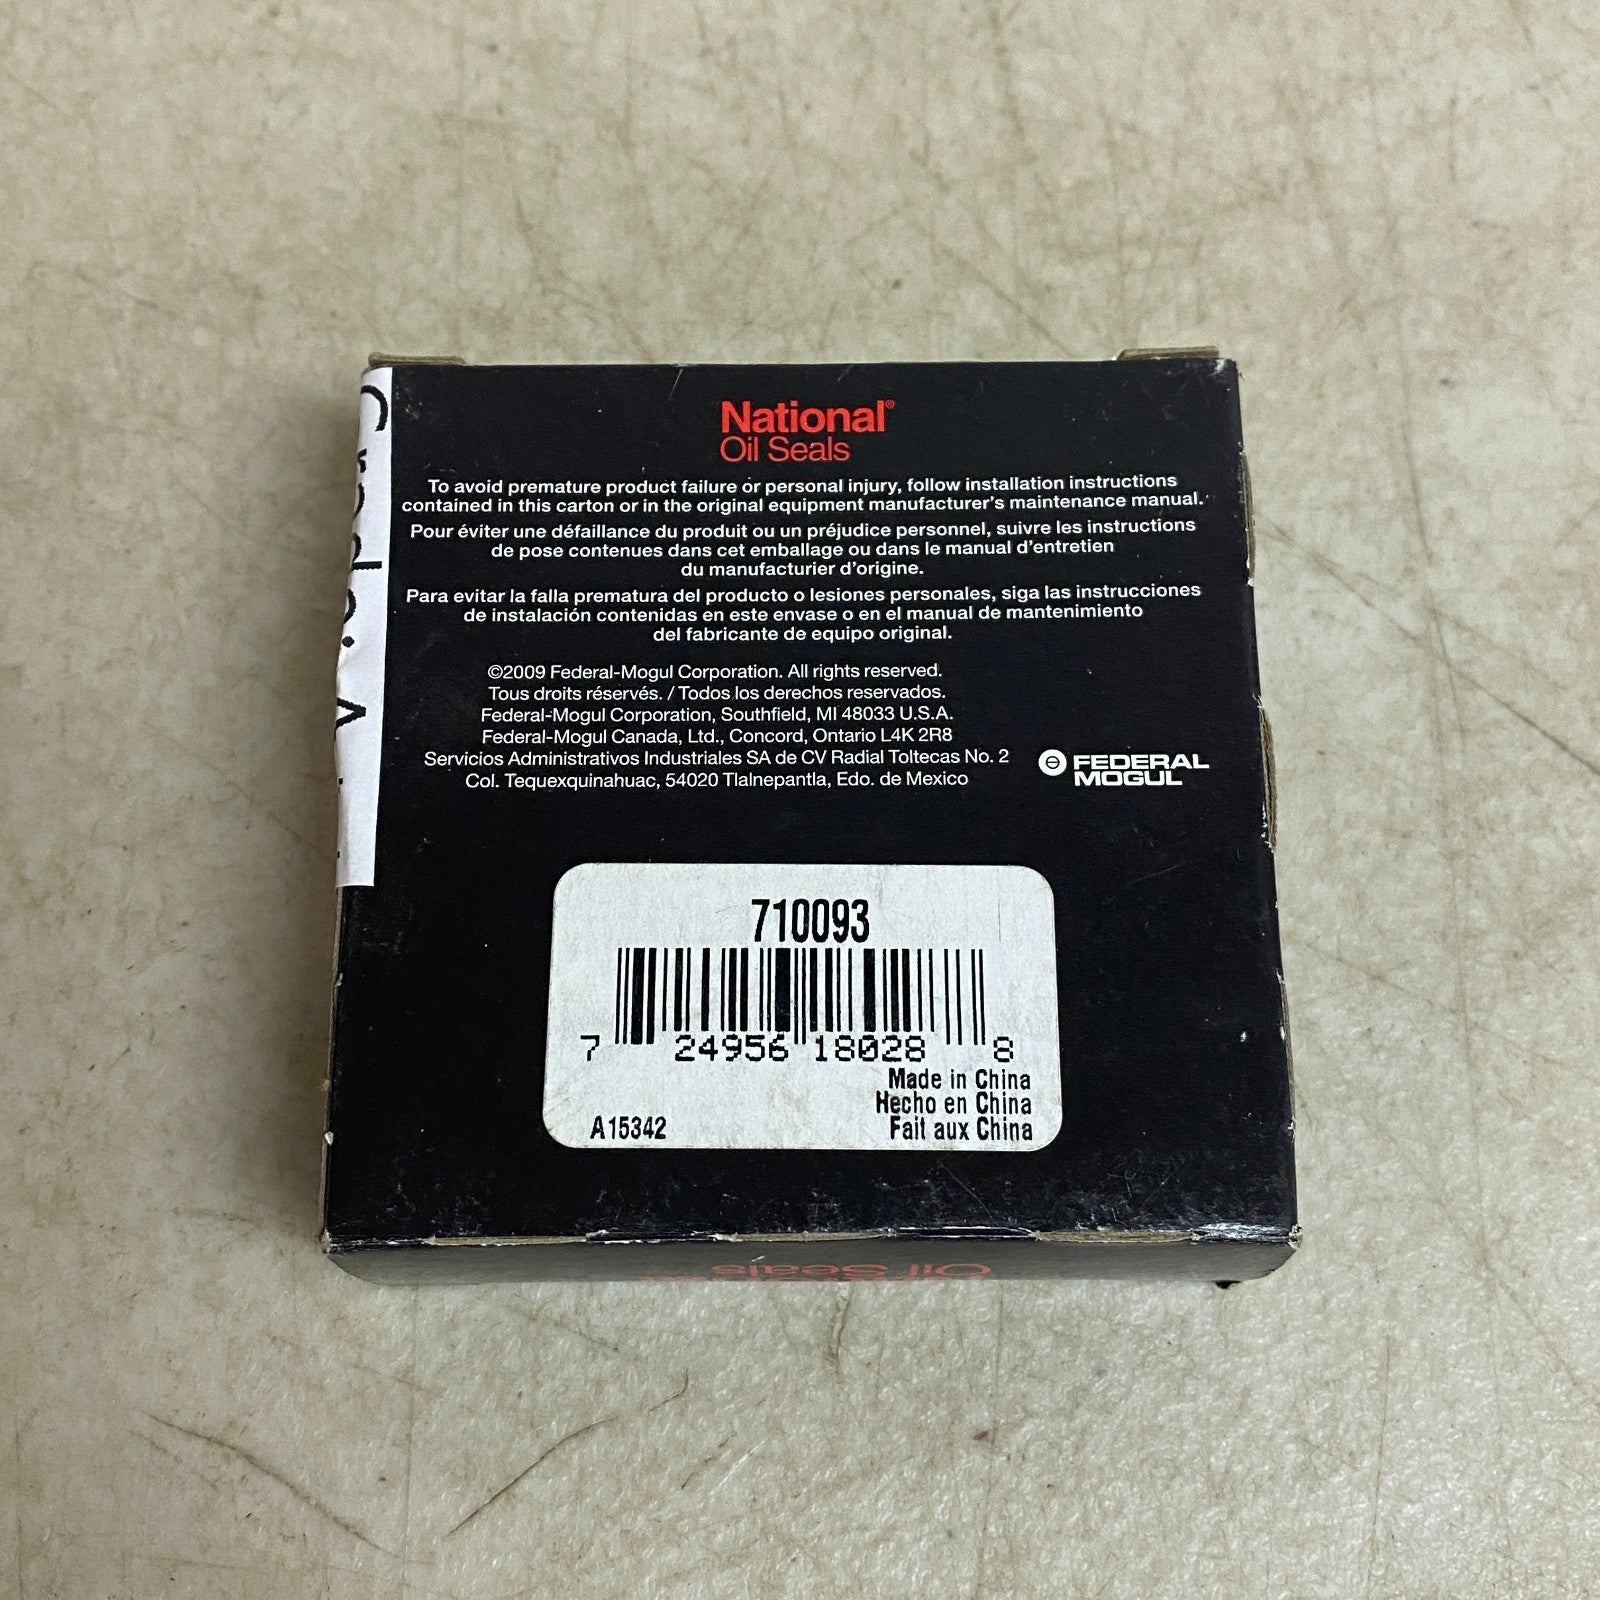 National®
Oil Seals
To avoid premature product failure or personal injury, follow installation instructions
contained in this carton or in the original equipment manufacturer's maintenance manual.
Pour éviter une défaillance du produit ou un préjudice personnel, suivre les instructions
de pose contenues dans cet emballage ou dans le manual d'entretien
du manufacturier d'origine.
Para evitar la falla prematura del producto o lesiones personales, siga las instrucciones
de instalación contenidas en este envase o en el manual de mantenimiento
del fabricante de equipo original.
©2009 Federal-Mogul Corporation. All rights reserved.
Tous droits réservés. / Todos los derechos reservados.
Federal-Mogul Corporation, Southfield, MI 48033 U.S.A.
Federal-Mogul Canada, Ltd., Concord, Ontario L4K 2R8
Servicios Administrativos Industriales SA de CV Radial Toltecas No. 2
Col. Tequexquinahuac, 54020 Tlalnepantla, Edo. de Mexico
FEDERAL
MOGUL
710093
7 24956 18028 8
Made in China
Hecho en China
A15342 Fait aux China
Oil Seals